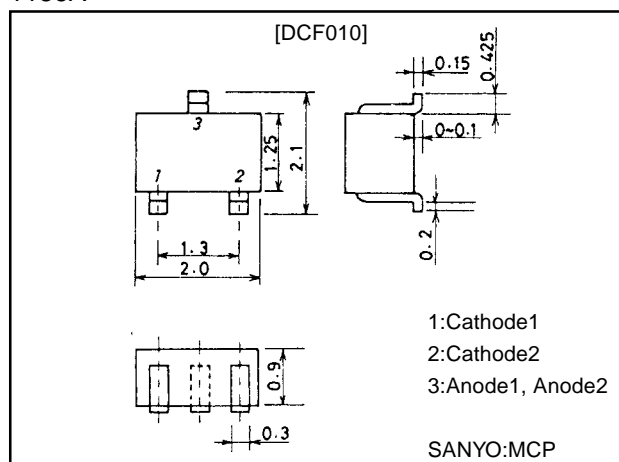 [DCF010]
0.15
0.425
3
1.25
2.1
0~0.1
1
2
1.3
2.0
0.2
1:Cathode1
2:Cathode2
3:Anode1, Anode2
0.9
0.3
SANYO:MCP